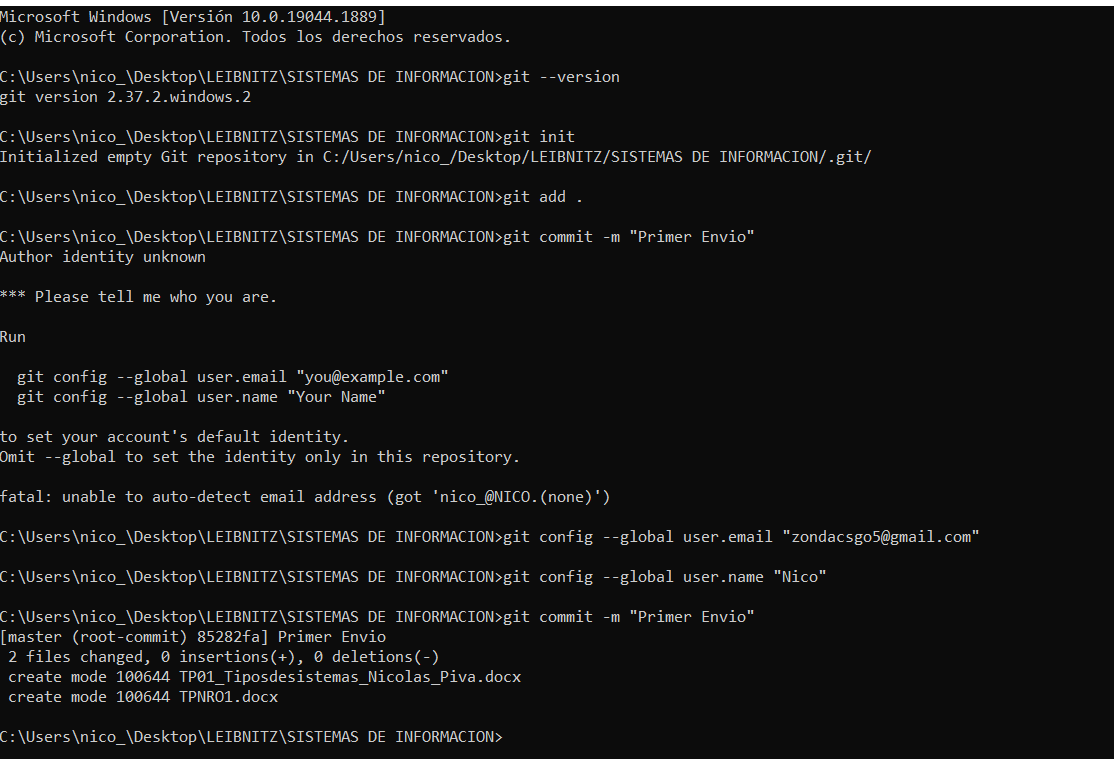 Microsoft Windows [Versión 10.0.19044.1889]
(c) Microsoft Corporation. Todos los derechos reservados.
C:\Users\nico_\Desktop\LEIBNITZ\SISTEMAS DE INFORMACION>git --version
git version 2.37.2.windows.2
C:\Users\nico_\Desktop\LEIBNITZ\SISTEMAS DE INFORMACION>git init
Initialized empty Git repository in C:/Users/nico_/Desktop/LEIBNITZ/SISTEMAS DE INFORMACION/.git/
C:\Users\nico_\Desktop\LEIBNITZ\SISTEMAS DE INFORMACION>git add .
C:\Users\nico_\Desktop\LEIBNITZ\SISTEMAS DE INFORMACION>git commit -m "Primer Envio"
Author identity unknown
*** Please tell me who you are.
Run
  git config --global user.email "you@example.com"
  git config --global user.name "Your Name"
to set your account's default identity.
Omit --global to set the identity only in this repository.
fatal: unable to auto-detect email address (got 'nico_@NICO.(none)')
C:\Users\nico_\Desktop\LEIBNITZ\SISTEMAS DE INFORMACION>git config --global user.email "zondacsgo5@gmail.com"
C:\Users\nico_\Desktop\LEIBNITZ\SISTEMAS DE INFORMACION>git config --global user.name "Nico"
C:\Users\nico_\Desktop\LEIBNITZ\SISTEMAS DE INFORMACION>git commit -m "Primer Envio"
[master (root-commit) 85282fa] Primer Envio
 2 files changed, 0 insertions(+), 0 deletions(-)
 create mode 100644 TP01_Tiposdesistemas_Nicolas_Piva.docx
 create mode 100644 TPNRO1.docx
C:\Users\nico_\Desktop\LEIBNITZ\SISTEMAS DE INFORMACION>